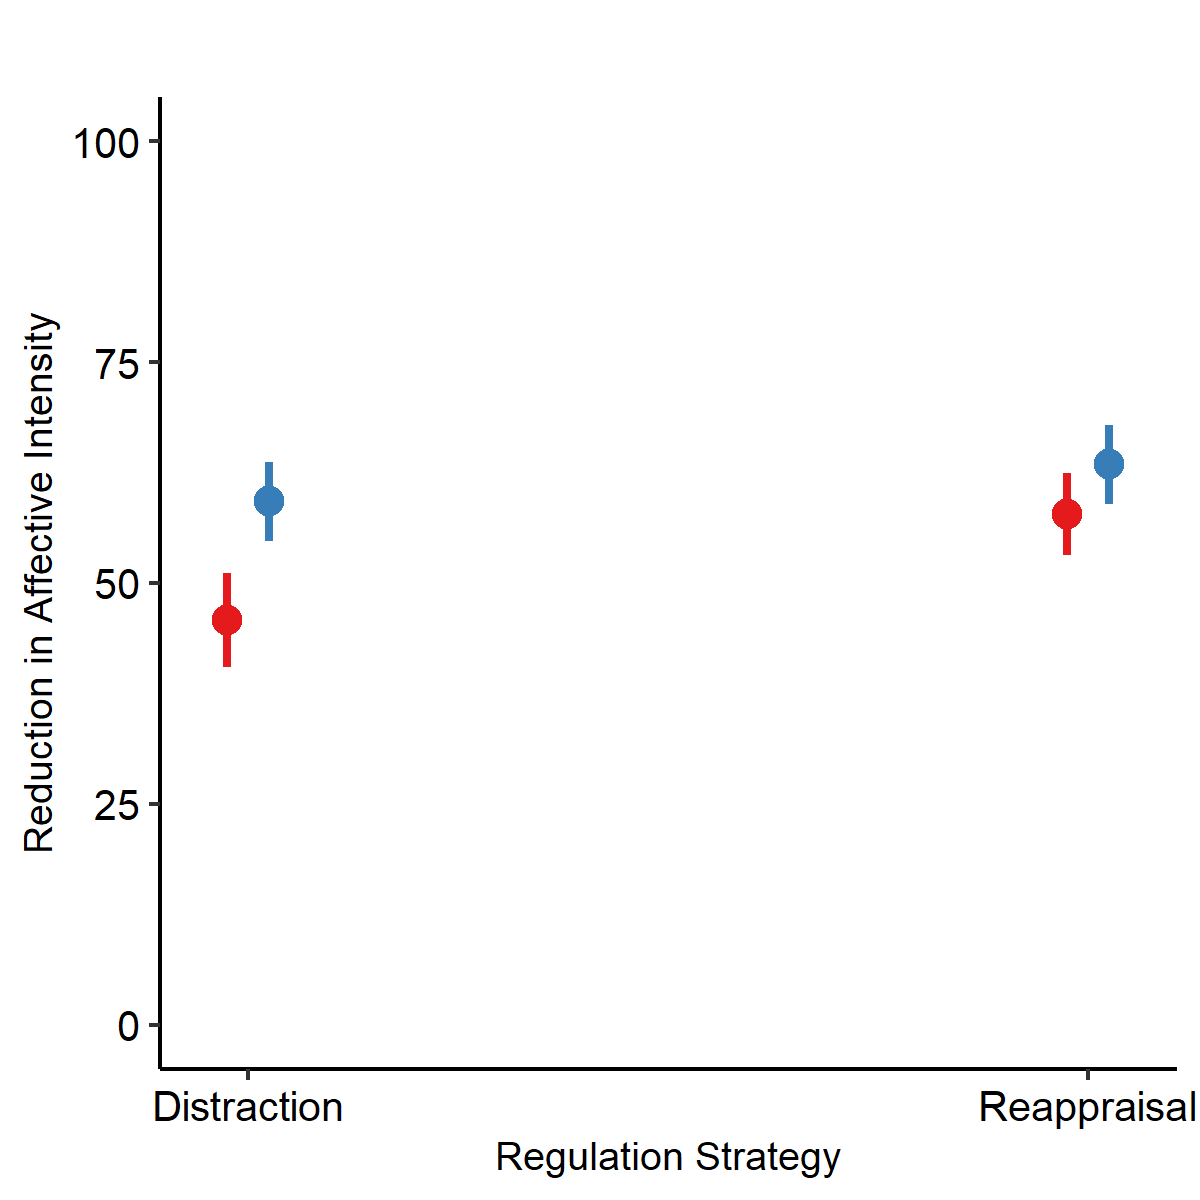 100
75
50
25
0
Reduction in Affective Intensity
Distraction
Reappraisal
Regulation Strategy